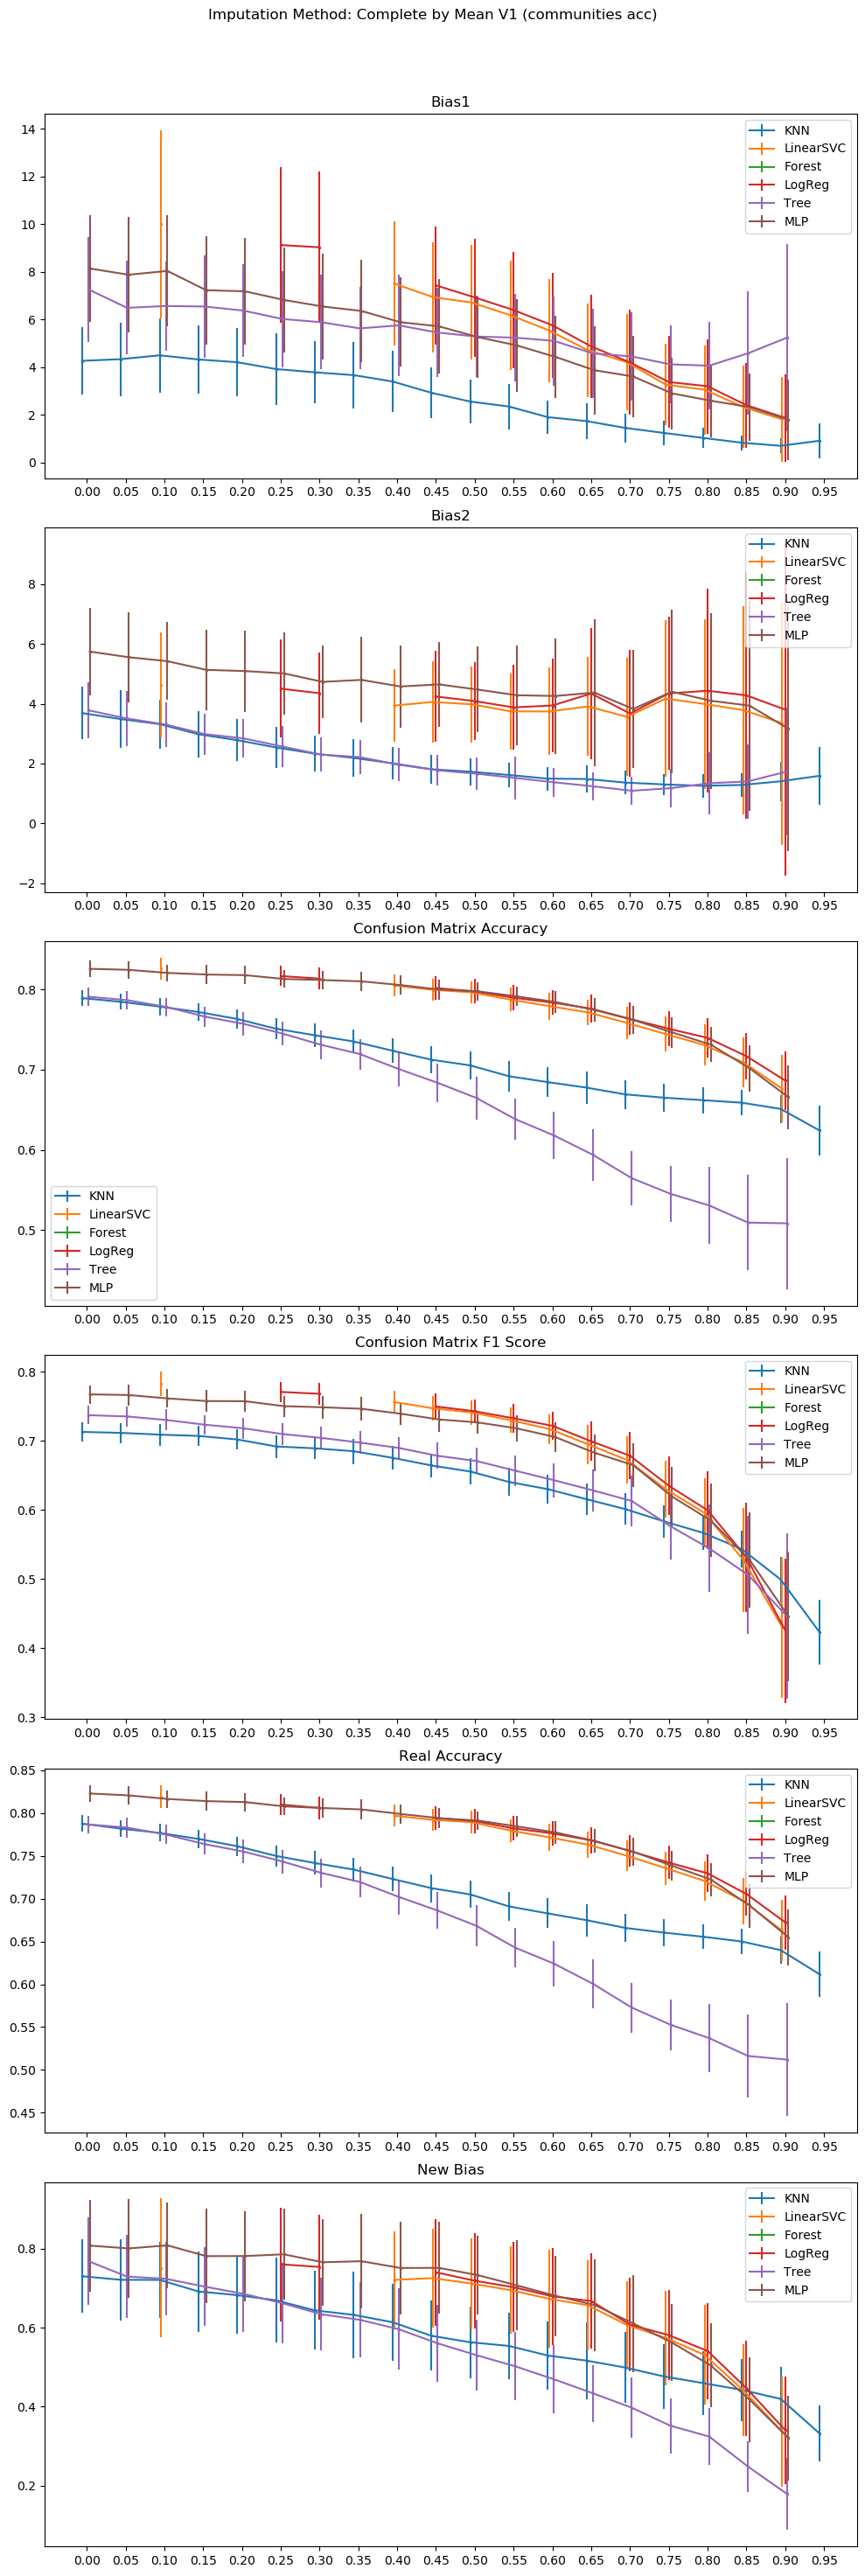 Imputation Method: Complete by Mean V1 (communities acc)
Bias1
14
12
10
8
6
4
2
0
KNN
LinearSVC
Forest
LogReg
Tree
MLP
0.00 0.05 0.10 0.15 0.20 0.25 0.30 0.35 0.40 0.45 0.50 0.55 0.60 0.65 0.70 0.75 0.80 0.85 0.90 0.95
Bias2
8
6
4
2
0
−2
KNN
LinearSVC
Forest
LogReg
Tree
MLP
0.00 0.05 0.10 0.15 0.20 0.25 0.30 0.35 0.40 0.45 0.50 0.55 0.60 0.65 0.70 0.75 0.80 0.85 0.90 0.95
Confusion Matrix Accuracy
0.8
0.7
0.6
0.5
KNN
LinearSVC
Forest
LogReg
Tree
MLP
0.00 0.05 0.10 0.15 0.20 0.25 0.30 0.35 0.40 0.45 0.50 0.55 0.60 0.65 0.70 0.75 0.80 0.85 0.90 0.95
Confusion Matrix F1 Score
0.8
0.7
0.6
0.5
0.4
0.3
KNN
LinearSVC
Forest
LogReg
Tree
MLP
0.00 0.05 0.10 0.15 0.20 0.25 0.30 0.35 0.40 0.45 0.50 0.55 0.60 0.65 0.70 0.75 0.80 0.85 0.90 0.95
Real Accuracy
0.85
0.80
0.75
0.70
0.65
0.60
0.55
0.50
0.45
KNN
LinearSVC
Forest
LogReg
Tree
MLP
0.00 0.05 0.10 0.15 0.20 0.25 0.30 0.35 0.40 0.45 0.50 0.55 0.60 0.65 0.70 0.75 0.80 0.85 0.90 0.95
New Bias
0.8
0.6
0.4
0.2
KNN
LinearSVC
Forest
LogReg
Tree
MLP
0.00 0.05 0.10 0.15 0.20 0.25 0.30 0.35 0.40 0.45 0.50 0.55 0.60 0.65 0.70 0.75 0.80 0.85 0.90 0.95